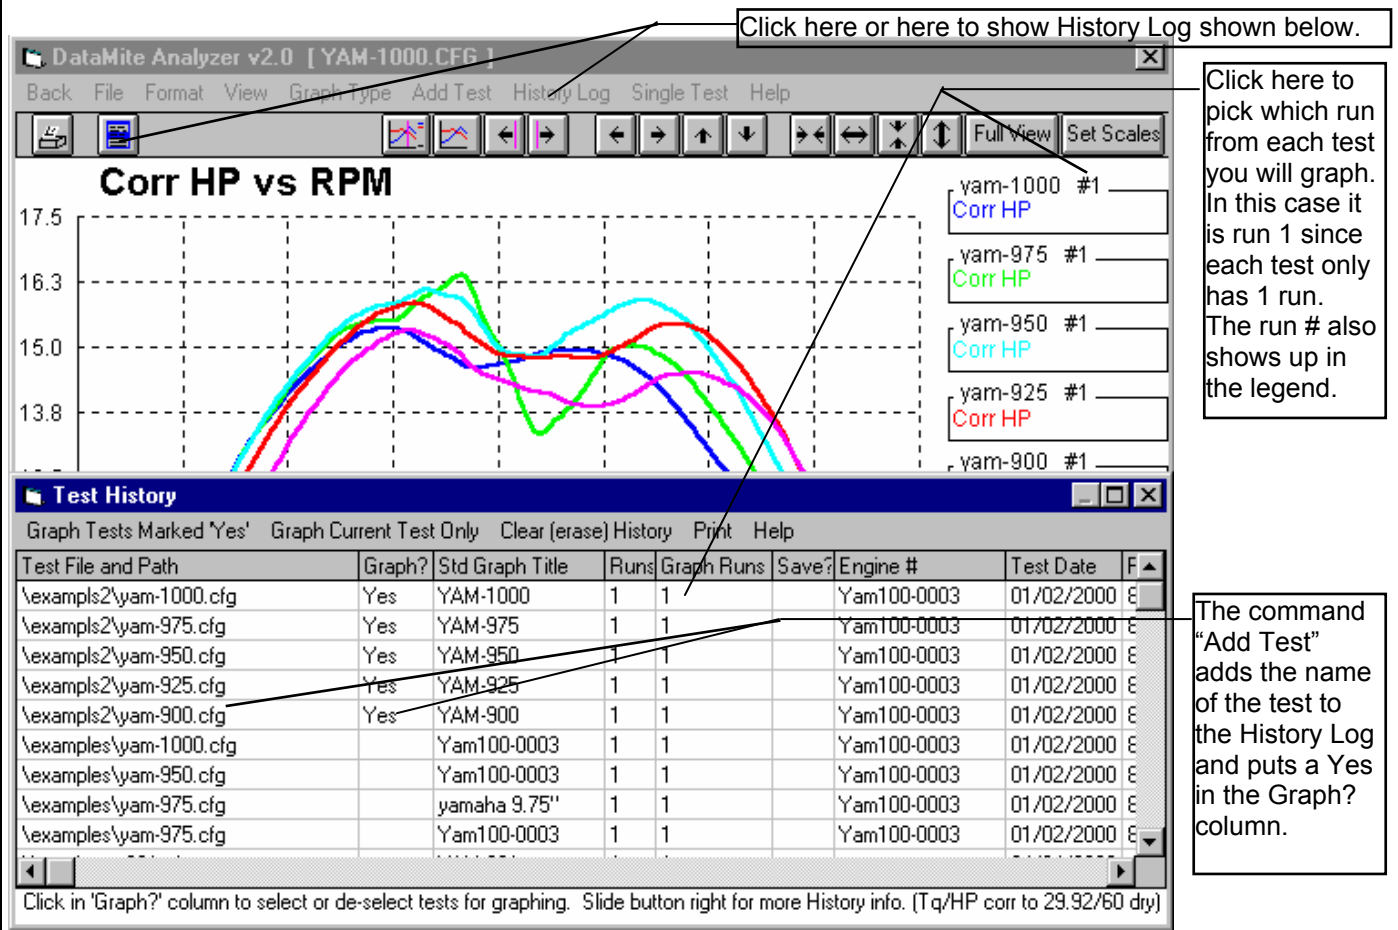 Click here or here to show History Log shown below.
DataMite Analyzer v2.0 [ YAM-1000.CFG ]
Back File Format View Graph Type Add Test History Log Single Test Help
Full View Set Scales
Corr HP vs RPM
17.5
16.3
15.0
13.8
yam-1000 #1
Corr HP
yam-975 #1
Corr HP
yam-950 #1
Corr HP
yam-925 #1
Corr HP
yam-900 #1
Click here to
pick which run
from each test
you will graph.
In this case it
is run 1 since
each test only
has 1 run.
The run # also
shows up in
the legend.
Test History
Graph Tests Marked 'Yes' Graph Current Test Only Clear (erase) History Print Help
Test File and Path Graph? Std Graph Title Runs Graph Runs Save? Engine # Test Date
\exampls2\yam-1000.cfg Yes YAM-1000 1 1 Yam100-0003 01/02/2000
\exampls2\yam-975.cfg Yes YAM-975 1 1 Yam100-0003 01/02/2000
\exampls2\yam-950.cfg Yes YAM-950 1 1 Yam100-0003 01/02/2000
\exampls2\yam-925.cfg Yes YAM-925 1 1 Yam100-0003 01/02/2000
\exampls2\yam-900.cfg Yes YAM-900 1 1 Yam100-0003 01/02/2000
\examples\yam-1000.cfg Yam100-0003 1 1 Yam100-0003 01/02/2000
\examples\yam-950.cfg Yam100-0003 1 1 Yam100-0003 01/02/2000
\examples\yam-975.cfg yamaha 9.75'' 1 1 Yam100-0003 01/02/2000
\examples\yam-975.cfg Yam100-0003 1 1 Yam100-0003 01/02/2000
Click in 'Graph?' column to select or de-select tests for graphing. Slide button right for more History info. (Tq/HP corr to 29.92/60 dry)
The command
“Add Test”
adds the name
of the test to
the History Log
and puts a Yes
in the Graph?
column.